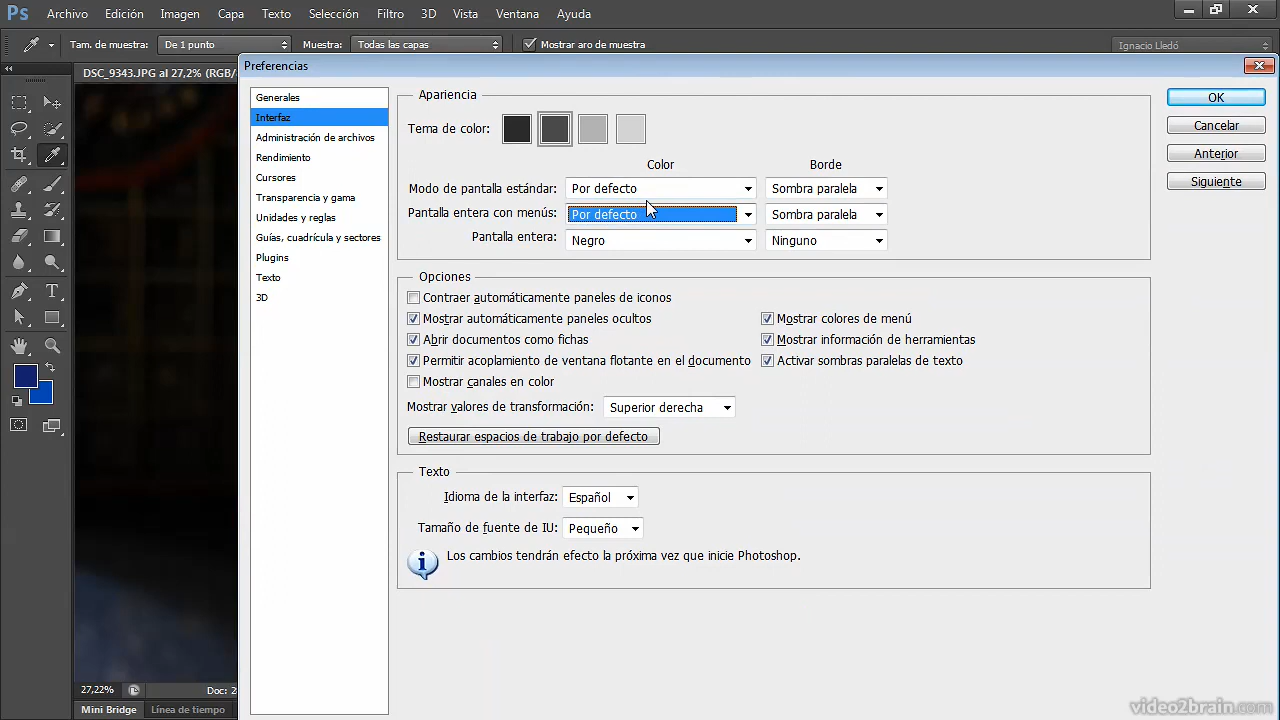 Ps Archivo Edición Imagen Capa Texto Selección Filtro 3D Vista Ventana Ayuda
Tam. de muestra: De 1 punto Muestra: Todas las capas Mostrar aro de muestra Ignacio Lledó
DSC_9343.JPG al 27,2% (RGB/
Preferencias
Generales
Interfaz
Administración de archivos
Rendimiento
Cursores
Transparencia y gama
Unidades y reglas
Guías, cuadrícula y sectores
Plugins
Texto
3D
Apariencia
Tema de color:
Color Borde
Modo de pantalla estándar: Por defecto Sombra paralela
Pantalla entera con menús: Por defecto Sombra paralela
Pantalla entera: Negro Ninguno
Opciones
Contraer automáticamente paneles de iconos
Mostrar automáticamente paneles ocultos Mostrar colores de menú
Abrir documentos como fichas Mostrar información de herramientas
Permitir acoplamiento de ventana flotante en el documento Activar sombras paralelas de texto
Mostrar canales en color
Mostrar valores de transformación: Superior derecha
Restaurar espacios de trabajo por defecto
Texto
Idioma de la interfaz: Español
Tamaño de fuente de IU: Pequeño
Los cambios tendrán efecto la próxima vez que inicie Photoshop.
OK
Cancelar
Anterior
Siguiente
27,22% Doc: 2
Mini Bridge Línea de tiempo
video2brain.com